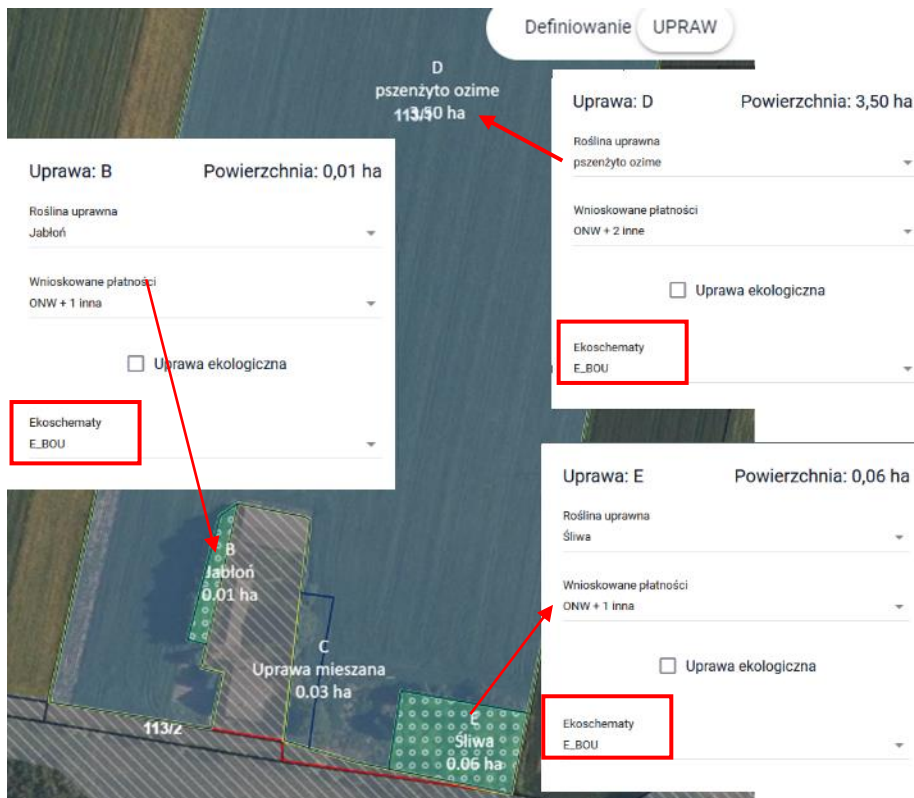 Definiowanie UPRAW
D
pszenżyto ozime
3,50 ha
113/1
Uprawa: D Powierzchnia: 3,50 ha
Roślina uprawna
pszenżyto ozime
Wnioskowane płatności
ONW + 2 inne
Uprawa ekologiczna
Ekoschematy
E_BOU
Uprawa: B Powierzchnia: 0,01 ha
Roślina uprawna
Jabłoń
Wnioskowane płatności
ONW + 1 inna
Uprawa ekologiczna
Ekoschematy
E_BOU
Uprawa: E Powierzchnia: 0,06 ha
Roślina uprawna
Śliwa
Wnioskowane płatności
ONW + 1 inna
Uprawa ekologiczna
Ekoschematy
E_BOU
B
Jabłoń
0.01 ha
C
Uprawa mieszana
0.03 ha
E
Śliwa
0.06 ha
113/2